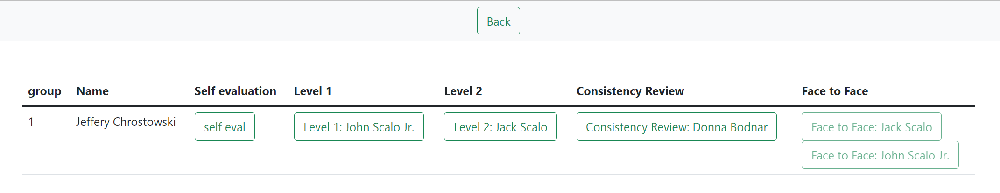 Back
group Name Self evaluation Level 1 Level 2 Consistency Review Face to Face
1 Jeffery Chrostowski self eval Level 1: John Scalo Jr. Level 2: Jack Scalo Consistency Review: Donna Bodnar Face to Face: Jack Scalo
Face to Face: John Scalo Jr.